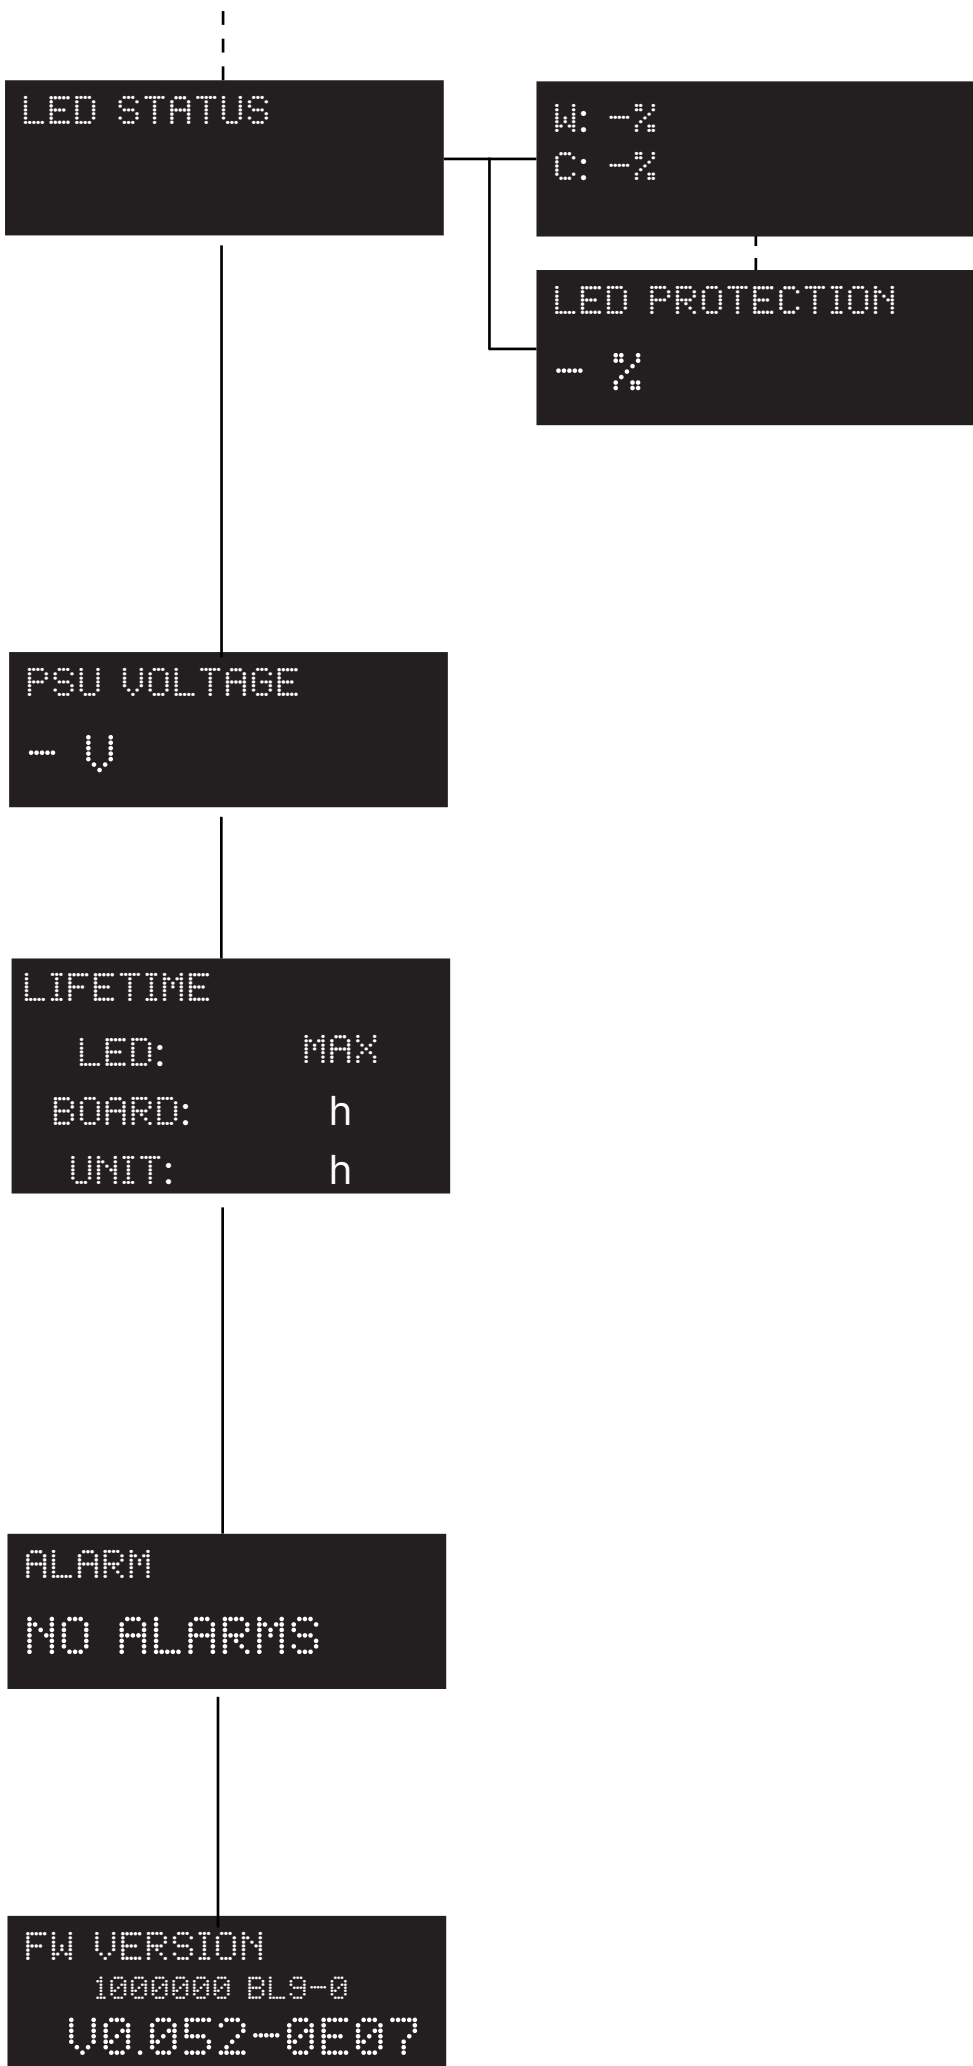 LED STATUS
W: -%
C: -%
LED PROTECTION
- %
PSU VOLTAGE
- V
LIFETIME
LED: MAX
BOARD: h
UNIT: h
ALARM
NO ALARMS
FW VERSION
1000000 BL9-0
V0.052-0E07